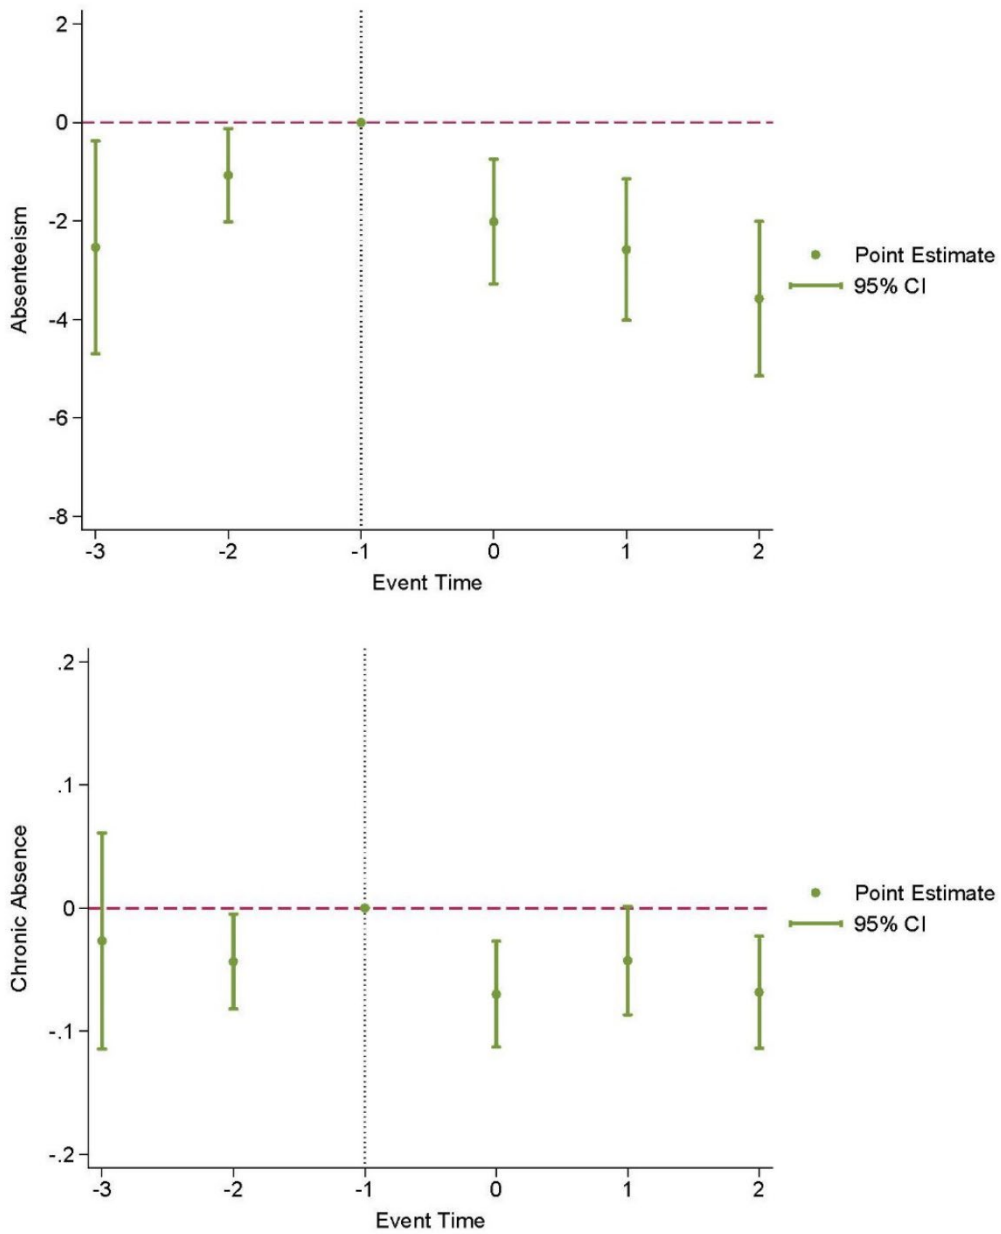 2
0
-2
-4
-6
-8
Absenteeism
-3 -2 -1 0 1 2
Event Time
Point Estimate
95% CI
.2
.1
0
-.1
-.2
Chronic Absence
-3 -2 -1 0 1 2
Event Time
Point Estimate
95% CI